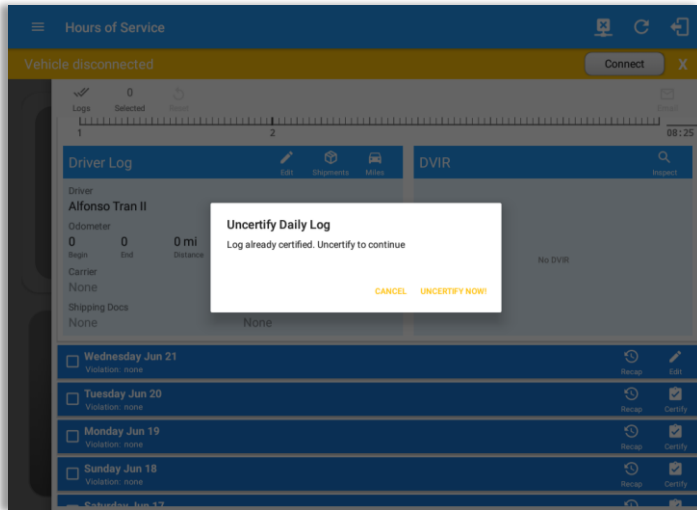 Hours of Service
Vehicle disconnected
Connect X
0
Logs Selected Reset Email
1 2 08:25
Driver Log
Edit Shipments Miles
DVIR
Inspect
Driver
Alfonso Tran II
Odometer
0 0 0 mi
Begin End Distance
Carrier
None
Shipping Docs
None None
No DVIR
Uncertify Daily Log
Log already certified. Uncertify to continue
CANCEL UNCERTIFY NOW!
Wednesday Jun 21
Violation: none
Recap Edit
Tuesday Jun 20
Violation: none
Recap Certify
Monday Jun 19
Violation: none
Recap Certify
Sunday Jun 18
Violation: none
Recap Certify
Saturday Jun 17